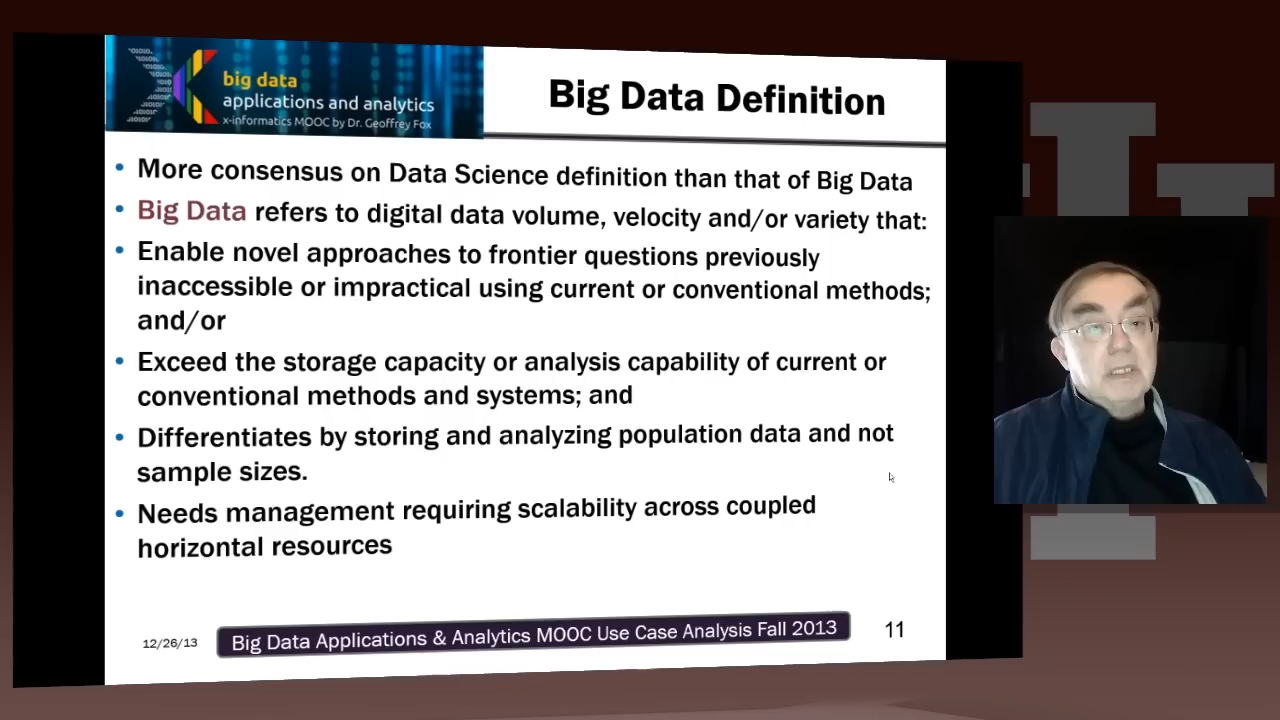 big data
applications and analytics
x-informatics MOOC by Dr. Geoffrey Fox
Big Data Definition
• More consensus on Data Science definition than that of Big Data
• Big Data refers to digital data volume, velocity and/or variety that:
• Enable novel approaches to frontier questions previously
inaccessible or impractical using current or conventional methods;
and/or
• Exceed the storage capacity or analysis capability of current or
conventional methods and systems; and
• Differentiates by storing and analyzing population data and not
sample sizes.
• Needs management requiring scalability across coupled
horizontal resources
12/26/13
Big Data Applications & Analytics MOOC Use Case Analysis Fall 2013
11